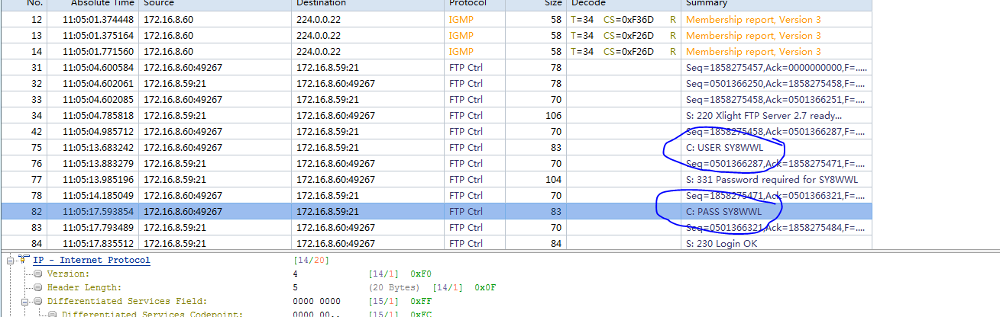 No. Absolute Time Source Destination Protocol Size Decode Summary
12 11:05:01.374448 172.16.8.60 224.0.0.22 IGMP 58 T=34 CS=0xF36D R Membership report, Version 3
13 11:05:01.375164 172.16.8.60 224.0.0.22 IGMP 58 T=34 CS=0xF26D R Membership report, Version 3
14 11:05:01.771560 172.16.8.60 224.0.0.22 IGMP 58 T=34 CS=0xF26D R Membership report, Version 3
31 11:05:04.600584 172.16.8.60:49267 172.16.8.59:21 FTP Ctrl 78 Seq=1858275457,Ack=0000000000,F=.....
32 11:05:04.602061 172.16.8.59:21 172.16.8.60:49267 FTP Ctrl 78 Seq=0501366250,Ack=1858275458,F=....
33 11:05:04.602085 172.16.8.60:49267 172.16.8.59:21 FTP Ctrl 70 Seq=1858275458,Ack=0501366251,F=....
34 11:05:04.785818 172.16.8.59:21 172.16.8.60:49267 FTP Ctrl 106 S: 220 Xlight FTP Server 2.7 ready...
42 11:05:04.985712 172.16.8.60:49267 172.16.8.59:21 FTP Ctrl 70 Seq=1858275458,Ack=0501366287,F=....
75 11:05:13.683242 172.16.8.60:49267 172.16.8.59:21 FTP Ctrl 83 C: USER SY8WWL
76 11:05:13.883279 172.16.8.59:21 172.16.8.60:49267 FTP Ctrl 70 Seq=0501366287,Ack=1858275471,F=....
77 11:05:13.985196 172.16.8.59:21 172.16.8.60:49267 FTP Ctrl 104 S: 331 Password required for SY8WWL
78 11:05:14.185049 172.16.8.60:49267 172.16.8.59:21 FTP Ctrl 70 Seq=1858275471,Ack=0501366321,F=....
82 11:05:17.593854 172.16.8.60:49267 172.16.8.59:21 FTP Ctrl 83 C: PASS SY8WWL
83 11:05:17.793489 172.16.8.59:21 172.16.8.60:49267 FTP Ctrl 70 Seq=0501366321,Ack=1858275484,F=....
84 11:05:17.835512 172.16.8.59:21 172.16.8.60:49267 FTP Ctrl 84 S: 230 Login OK
IP - Internet Protocol [14/20]
Version: 4 [14/1] 0xF0
Header Length: 5 (20 Bytes) [14/1] 0x0F
Differentiated Services Field: 0000 0000 [15/1] 0xFF
Differentiated Services Codepoint: 0000 00.. [15/1] 0xFC